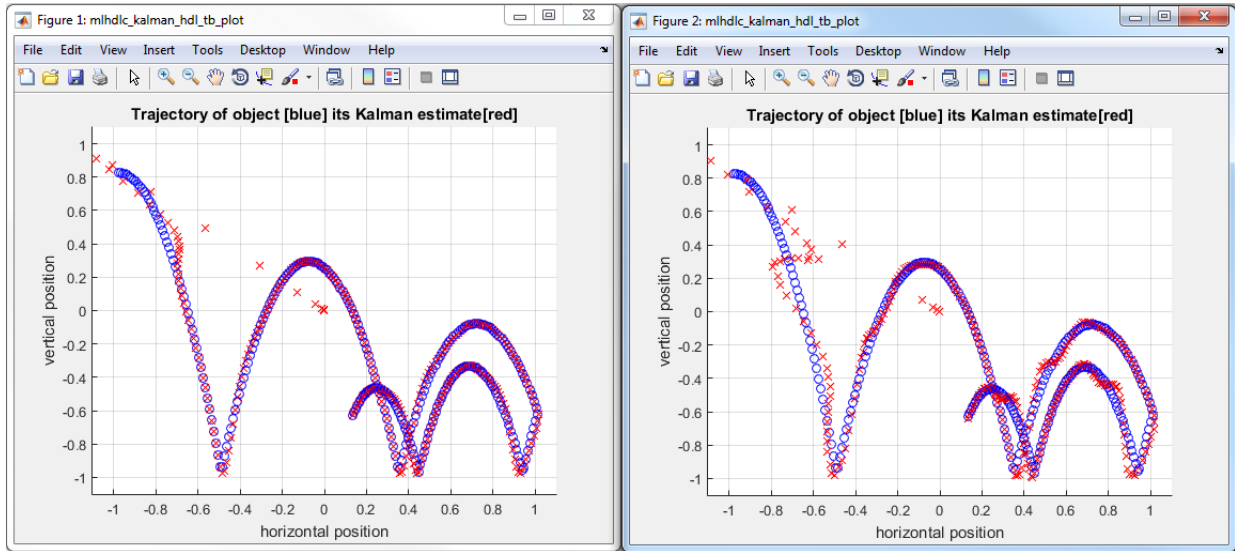 Figure 1: mlhdlc_kalman_hdl_tb_plot
File Edit View Insert Tools Desktop Window Help
Trajectory of object [blue] its Kalman estimate[red]
1
0.8
0.6
0.4
0.2
0
-0.2
-0.4
-0.6
-0.8
-1
vertical position
-1 -0.8 -0.6 -0.4 -0.2 0 0.2 0.4 0.6 0.8 1
horizontal position
Figure 2: mlhdlc_kalman_hdl_tb_plot
File Edit View Insert Tools Desktop Window Help
Trajectory of object [blue] its Kalman estimate[red]
1
0.8
0.6
0.4
0.2
0
-0.2
-0.4
-0.6
-0.8
-1
vertical position
-1 -0.8 -0.6 -0.4 -0.2 0 0.2 0.4 0.6 0.8 1
horizontal position